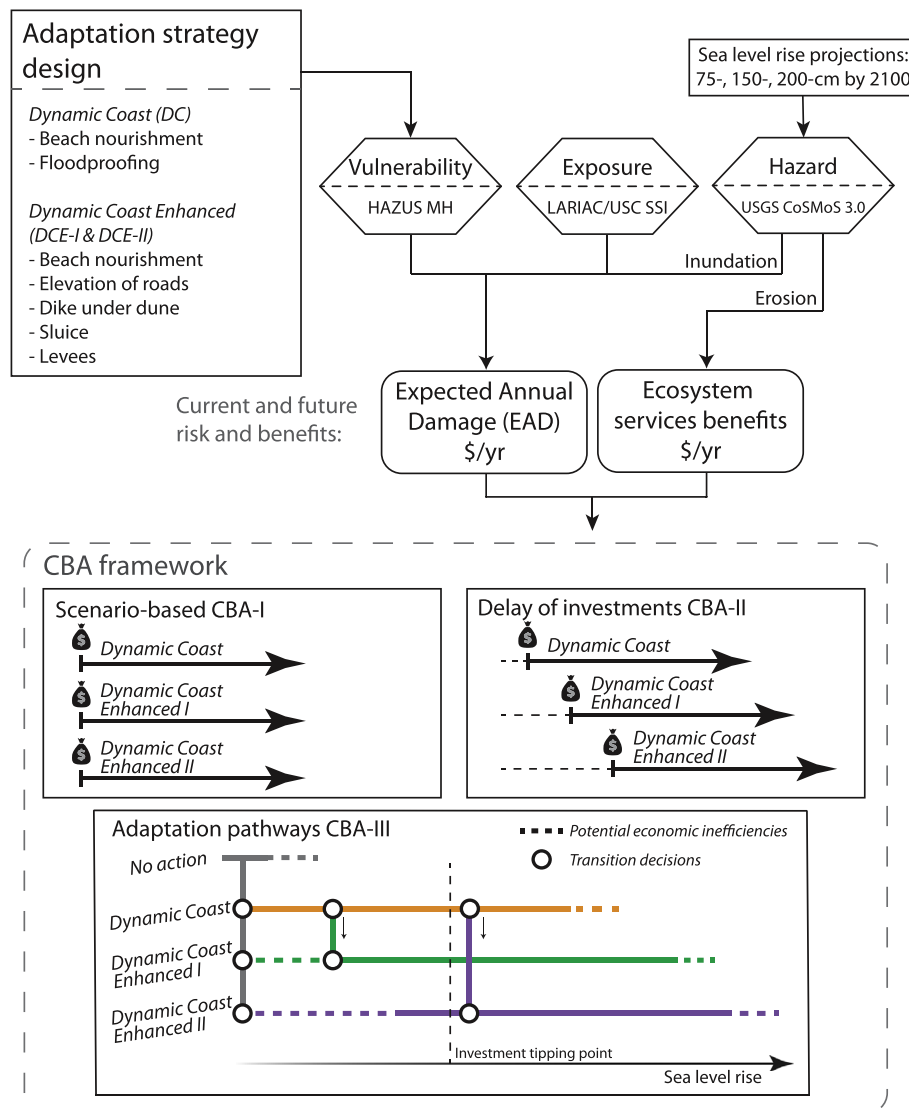 Adaptation strategy
design
Dynamic Coast (DC)
- Beach nourishment
- Floodproofing
Dynamic Coast Enhanced
(DCE-I & DCE-II)
- Beach nourishment
- Elevation of roads
- Dike under dune
- Sluice
- Levees
Sea level rise projections:
75-, 150-, 200-cm by 2100
Vulnerability
HAZUS MH
Exposure
LARIAC/USC SSI
Hazard
USGS CoSMoS 3.0
Inundation
Erosion
Current and future
risk and benefits:
Expected Annual
Damage (EAD)
$/yr
Ecosystem
services benefits
$/yr
CBA framework
Scenario-based CBA-I
$
Dynamic Coast
$
Dynamic Coast
Enhanced I
$
Dynamic Coast
Enhanced II
Delay of investments CBA-II
$
Dynamic Coast
$
Dynamic Coast
Enhanced I
$
Dynamic Coast
Enhanced II
Adaptation pathways CBA-III
Potential economic inefficiencies
Transition decisions
No action
Dynamic Coast
Dynamic Coast
Enhanced I
Dynamic Coast
Enhanced II
Investment tipping point
Sea level rise